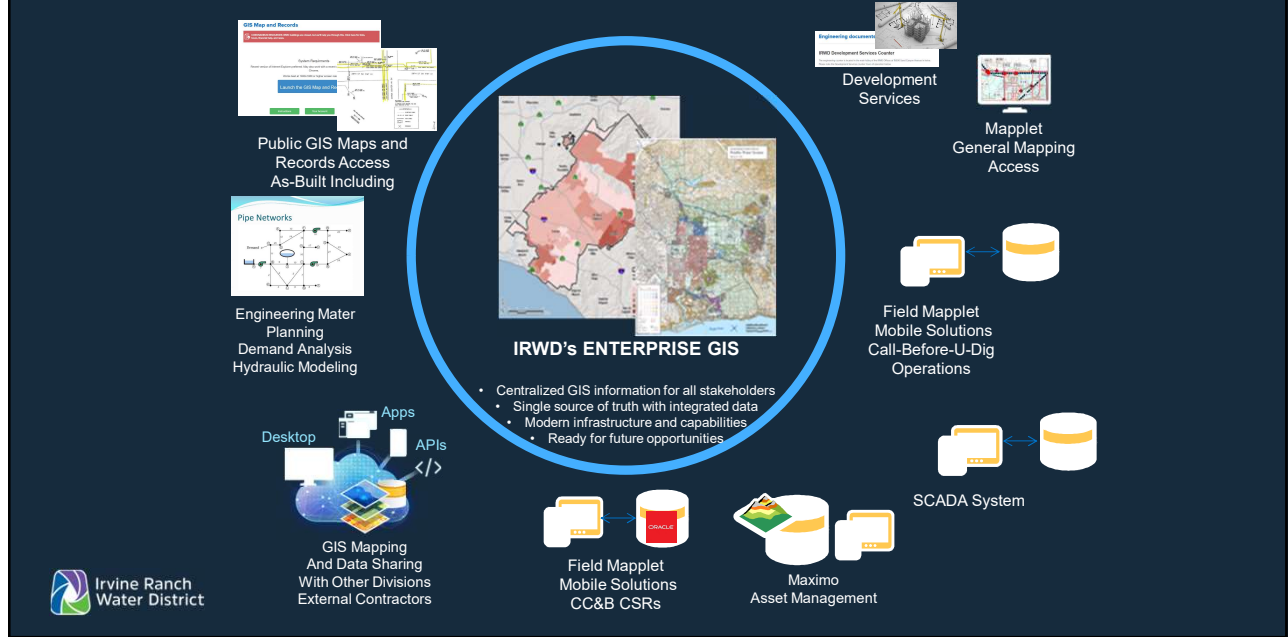 GIS Map and Records
System Requirements
Launch the GIS Map and Re
Public GIS Maps and
Records Access
As-Built Including
Pipe Networks
Engineering Mater
Planning
Demand Analysis
Hydraulic Modeling
Desktop
Apps
APIs
</>
GIS Mapping
And Data Sharing
With Other Divisions
External Contractors
Irvine Ranch
Water District
IRWD's ENTERPRISE GIS
• Centralized GIS information for all stakeholders
• Single source of truth with integrated data
• Modern infrastructure and capabilities
• Ready for future opportunities
ORACLE
Field Mapplet
Mobile Solutions
CC&B CSRs
Maximo
Asset Management
Engineering document
IRWD Development Services Counter
Development
Services
Mapplet
General Mapping
Access
Field Mapplet
Mobile Solutions
Call-Before-U-Dig
Operations
SCADA System